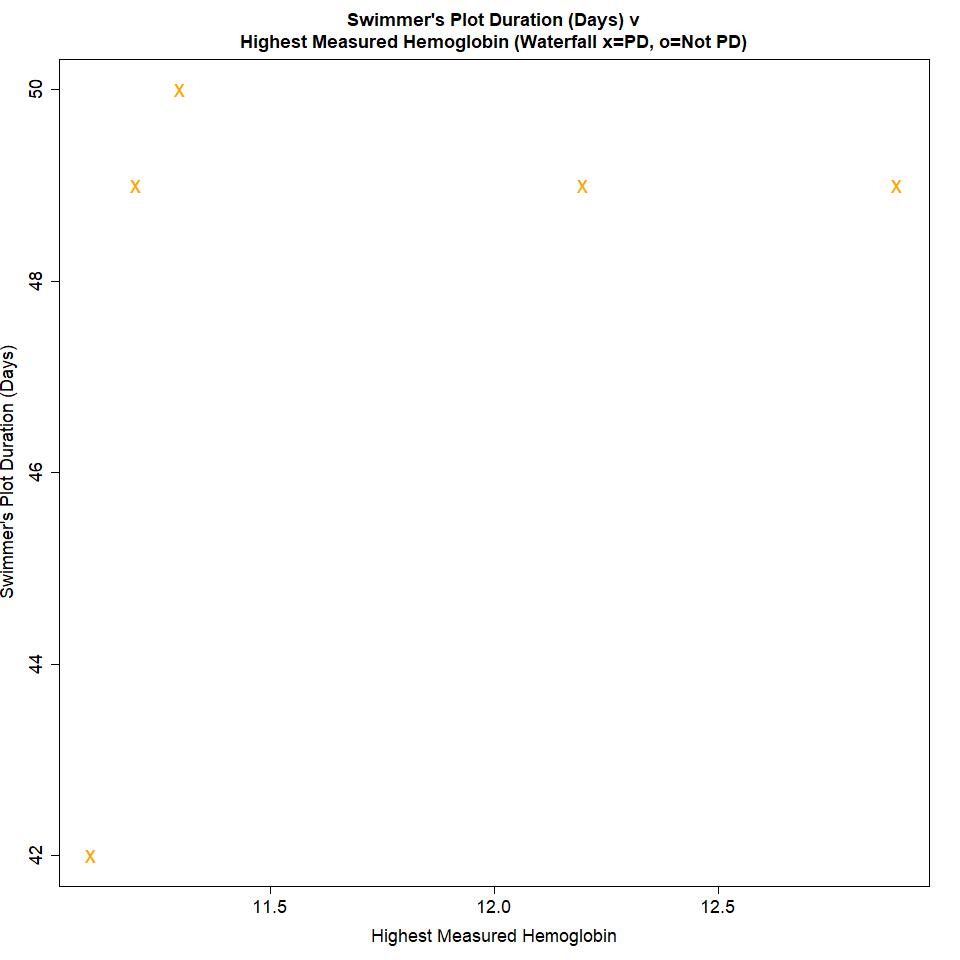 Swimmer's Plot Duration (Days) v
Highest Measured Hemoglobin (Waterfall x=PD, o=Not PD)
Swimmer's Plot Duration (Days)
50
48
46
44
42
X
X
X
X
X
11.5 12.0 12.5
Highest Measured Hemoglobin